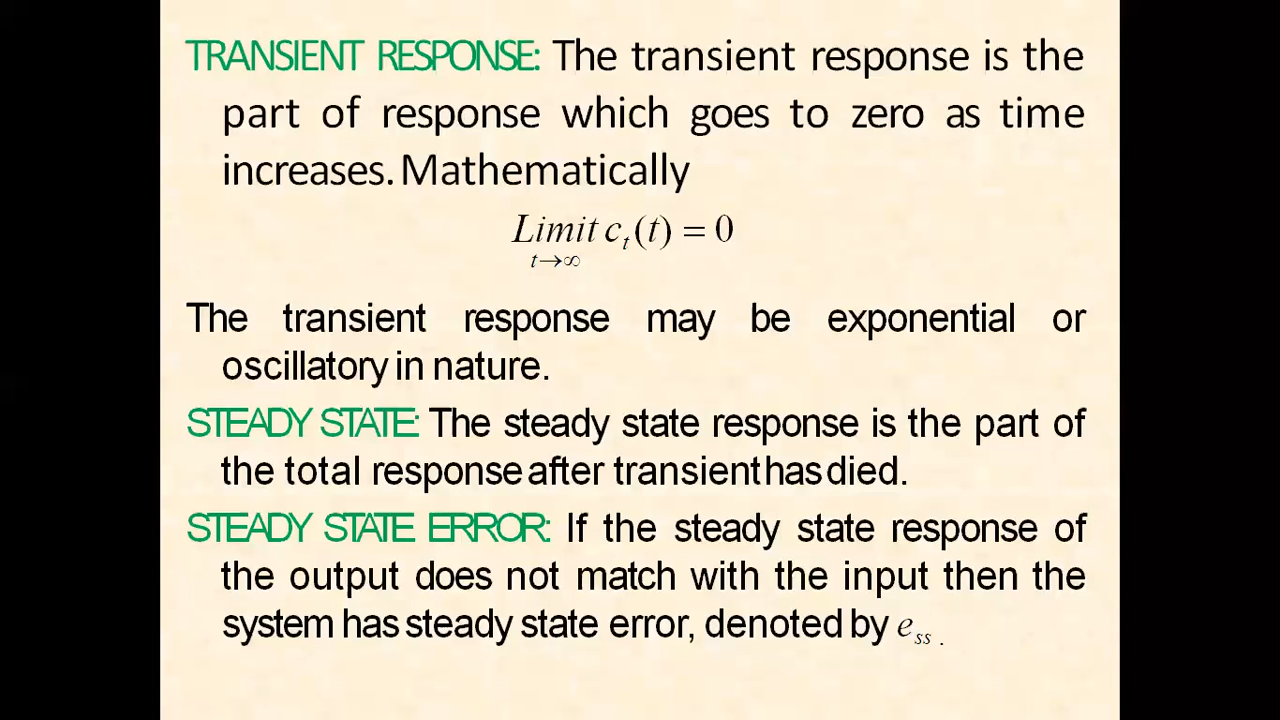 TRANSIENT RESPONSE: The transient response is the
part of response which goes to zero as time
increases. Mathematically
Limit c_t(t) = 0
t→∞
The transient response may be exponential or
oscillatory in nature.
STEADY STATE: The steady state response is the part of
the total response after transient has died.
STEADY STATE ERROR: If the steady state response of
the output does not match with the input then the
system has steady state error, denoted by e_ss .